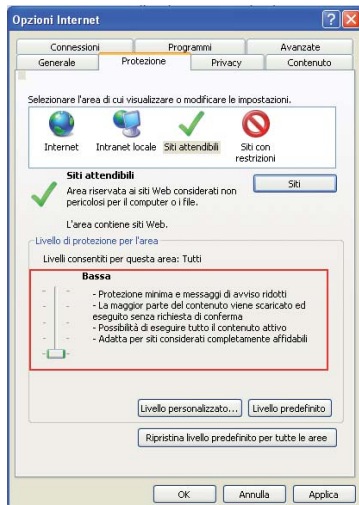 Opzioni Internet
Connessioni Programmi Avanzate
Generale Protezione Privacy Contenuto
Selezionare l'area di cui visualizzare o modificare le impostazioni.
Internet Intranet locale Siti attendibili Siti con
restrizioni
Siti attendibili
Siti
Area riservata ai siti Web considerati non
pericolosi per il computer o i file.
L'area contiene siti Web.
Livello di protezione per l'area
Livelli consentiti per questa area: Tutti
Bassa
- Protezione minima e messaggi di avviso ridotti
- La maggior parte del contenuto viene scaricato ed
eseguito senza richiesta di conferma
- Possibilità di eseguire tutto il contenuto attivo
- Adatta per siti considerati completamente affidabili
Livello personalizzato... Livello predefinito
Ripristina livello predefinito per tutte le aree
OK Annulla Applica